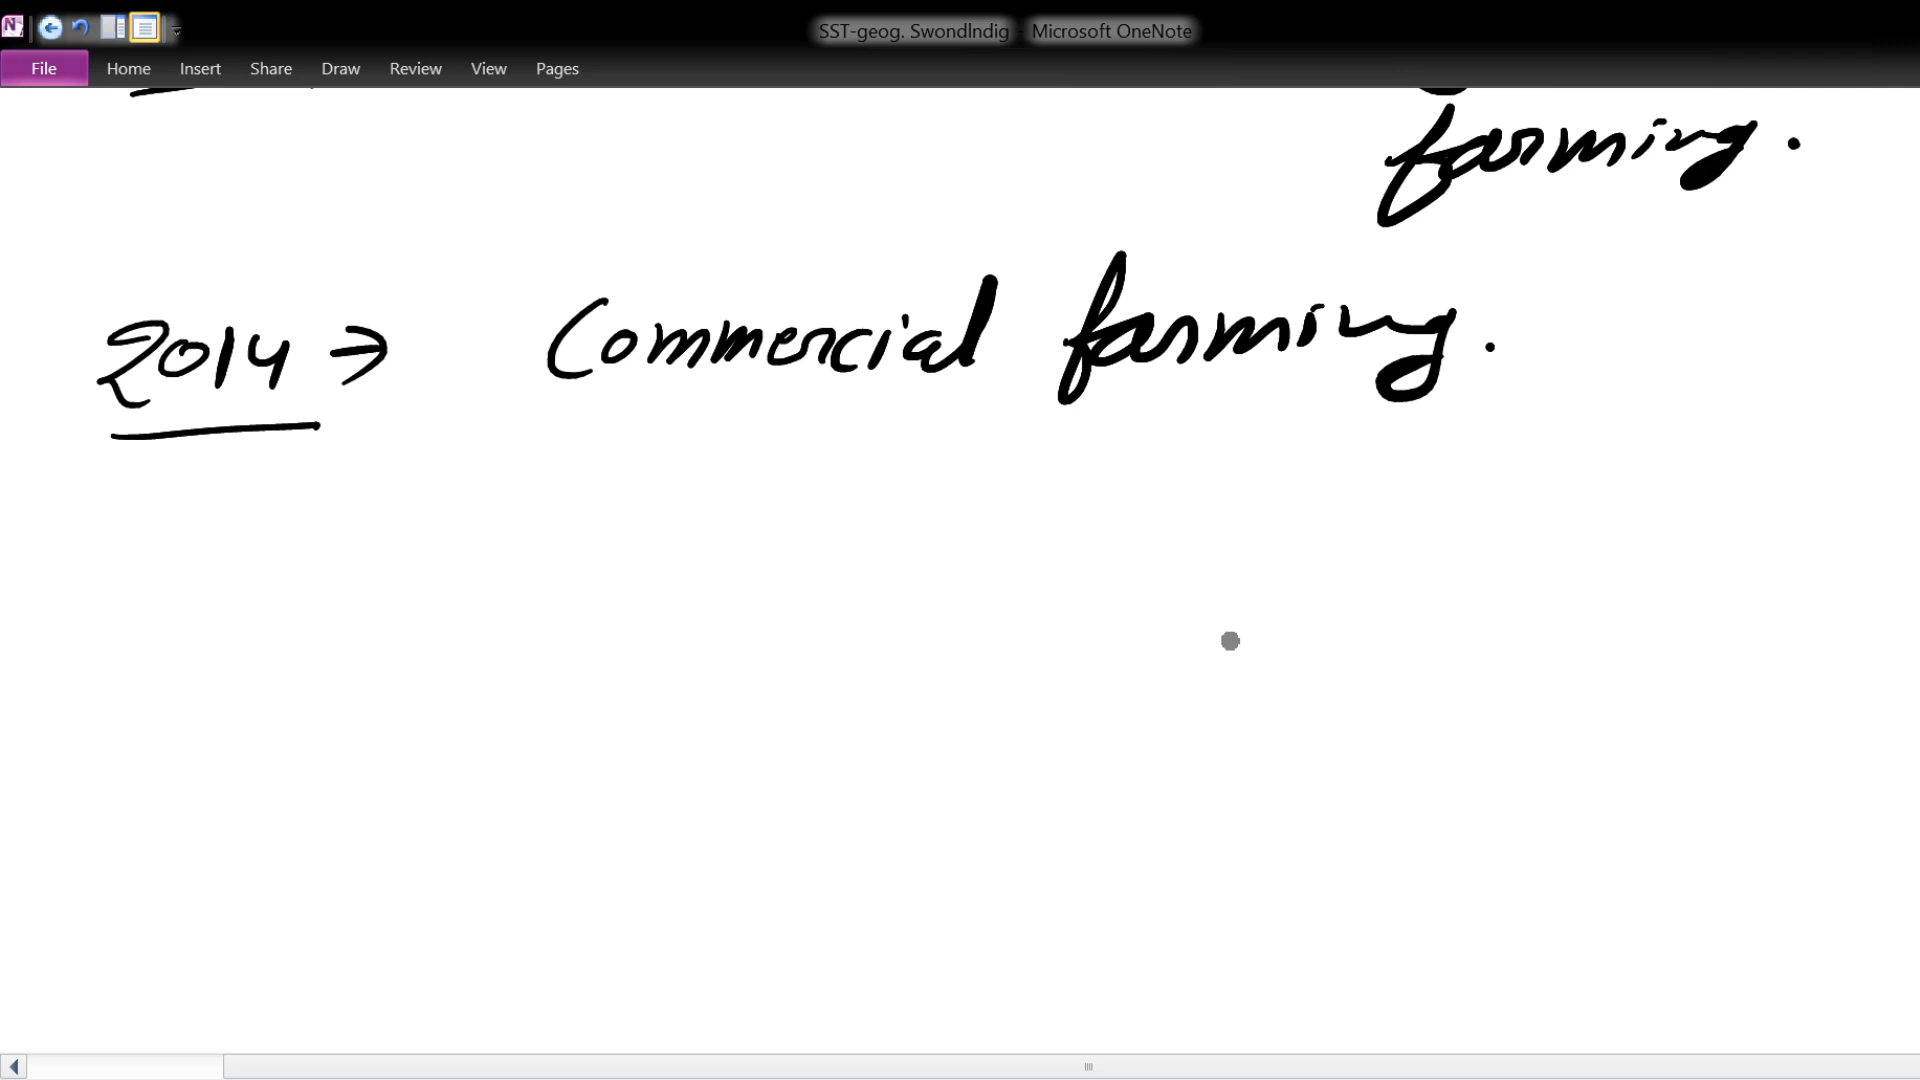 SST-geog. SwondIndig - Microsoft OneNote
File Home Insert Share Draw Review View Pages
farming.
2014 → Commercial farming.